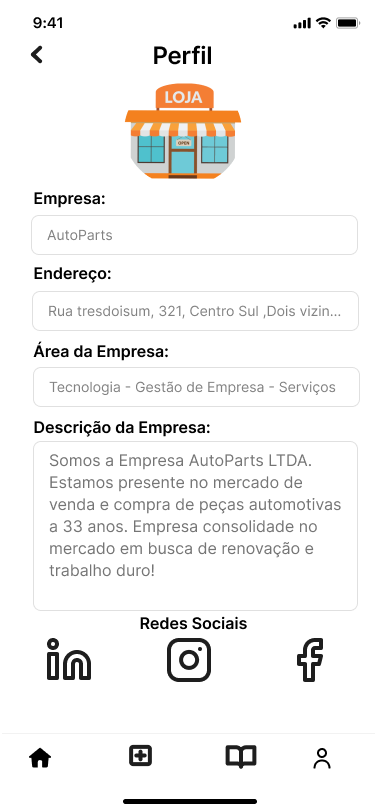 9:41
Perfil
LOJA
OPEN
Empresa:
AutoParts
Endereço:
Rua tresdoisum, 321, Centro Sul ,Dois vizin...
Área da Empresa:
Tecnologia - Gestão de Empresa - Serviços
Descrição da Empresa:
Somos a Empresa AutoParts LTDA.
Estamos presente no mercado de
venda e compra de peças automotivas
a 33 anos. Empresa consolidade no
mercado em busca de renovação e
trabalho duro!
Redes Sociais